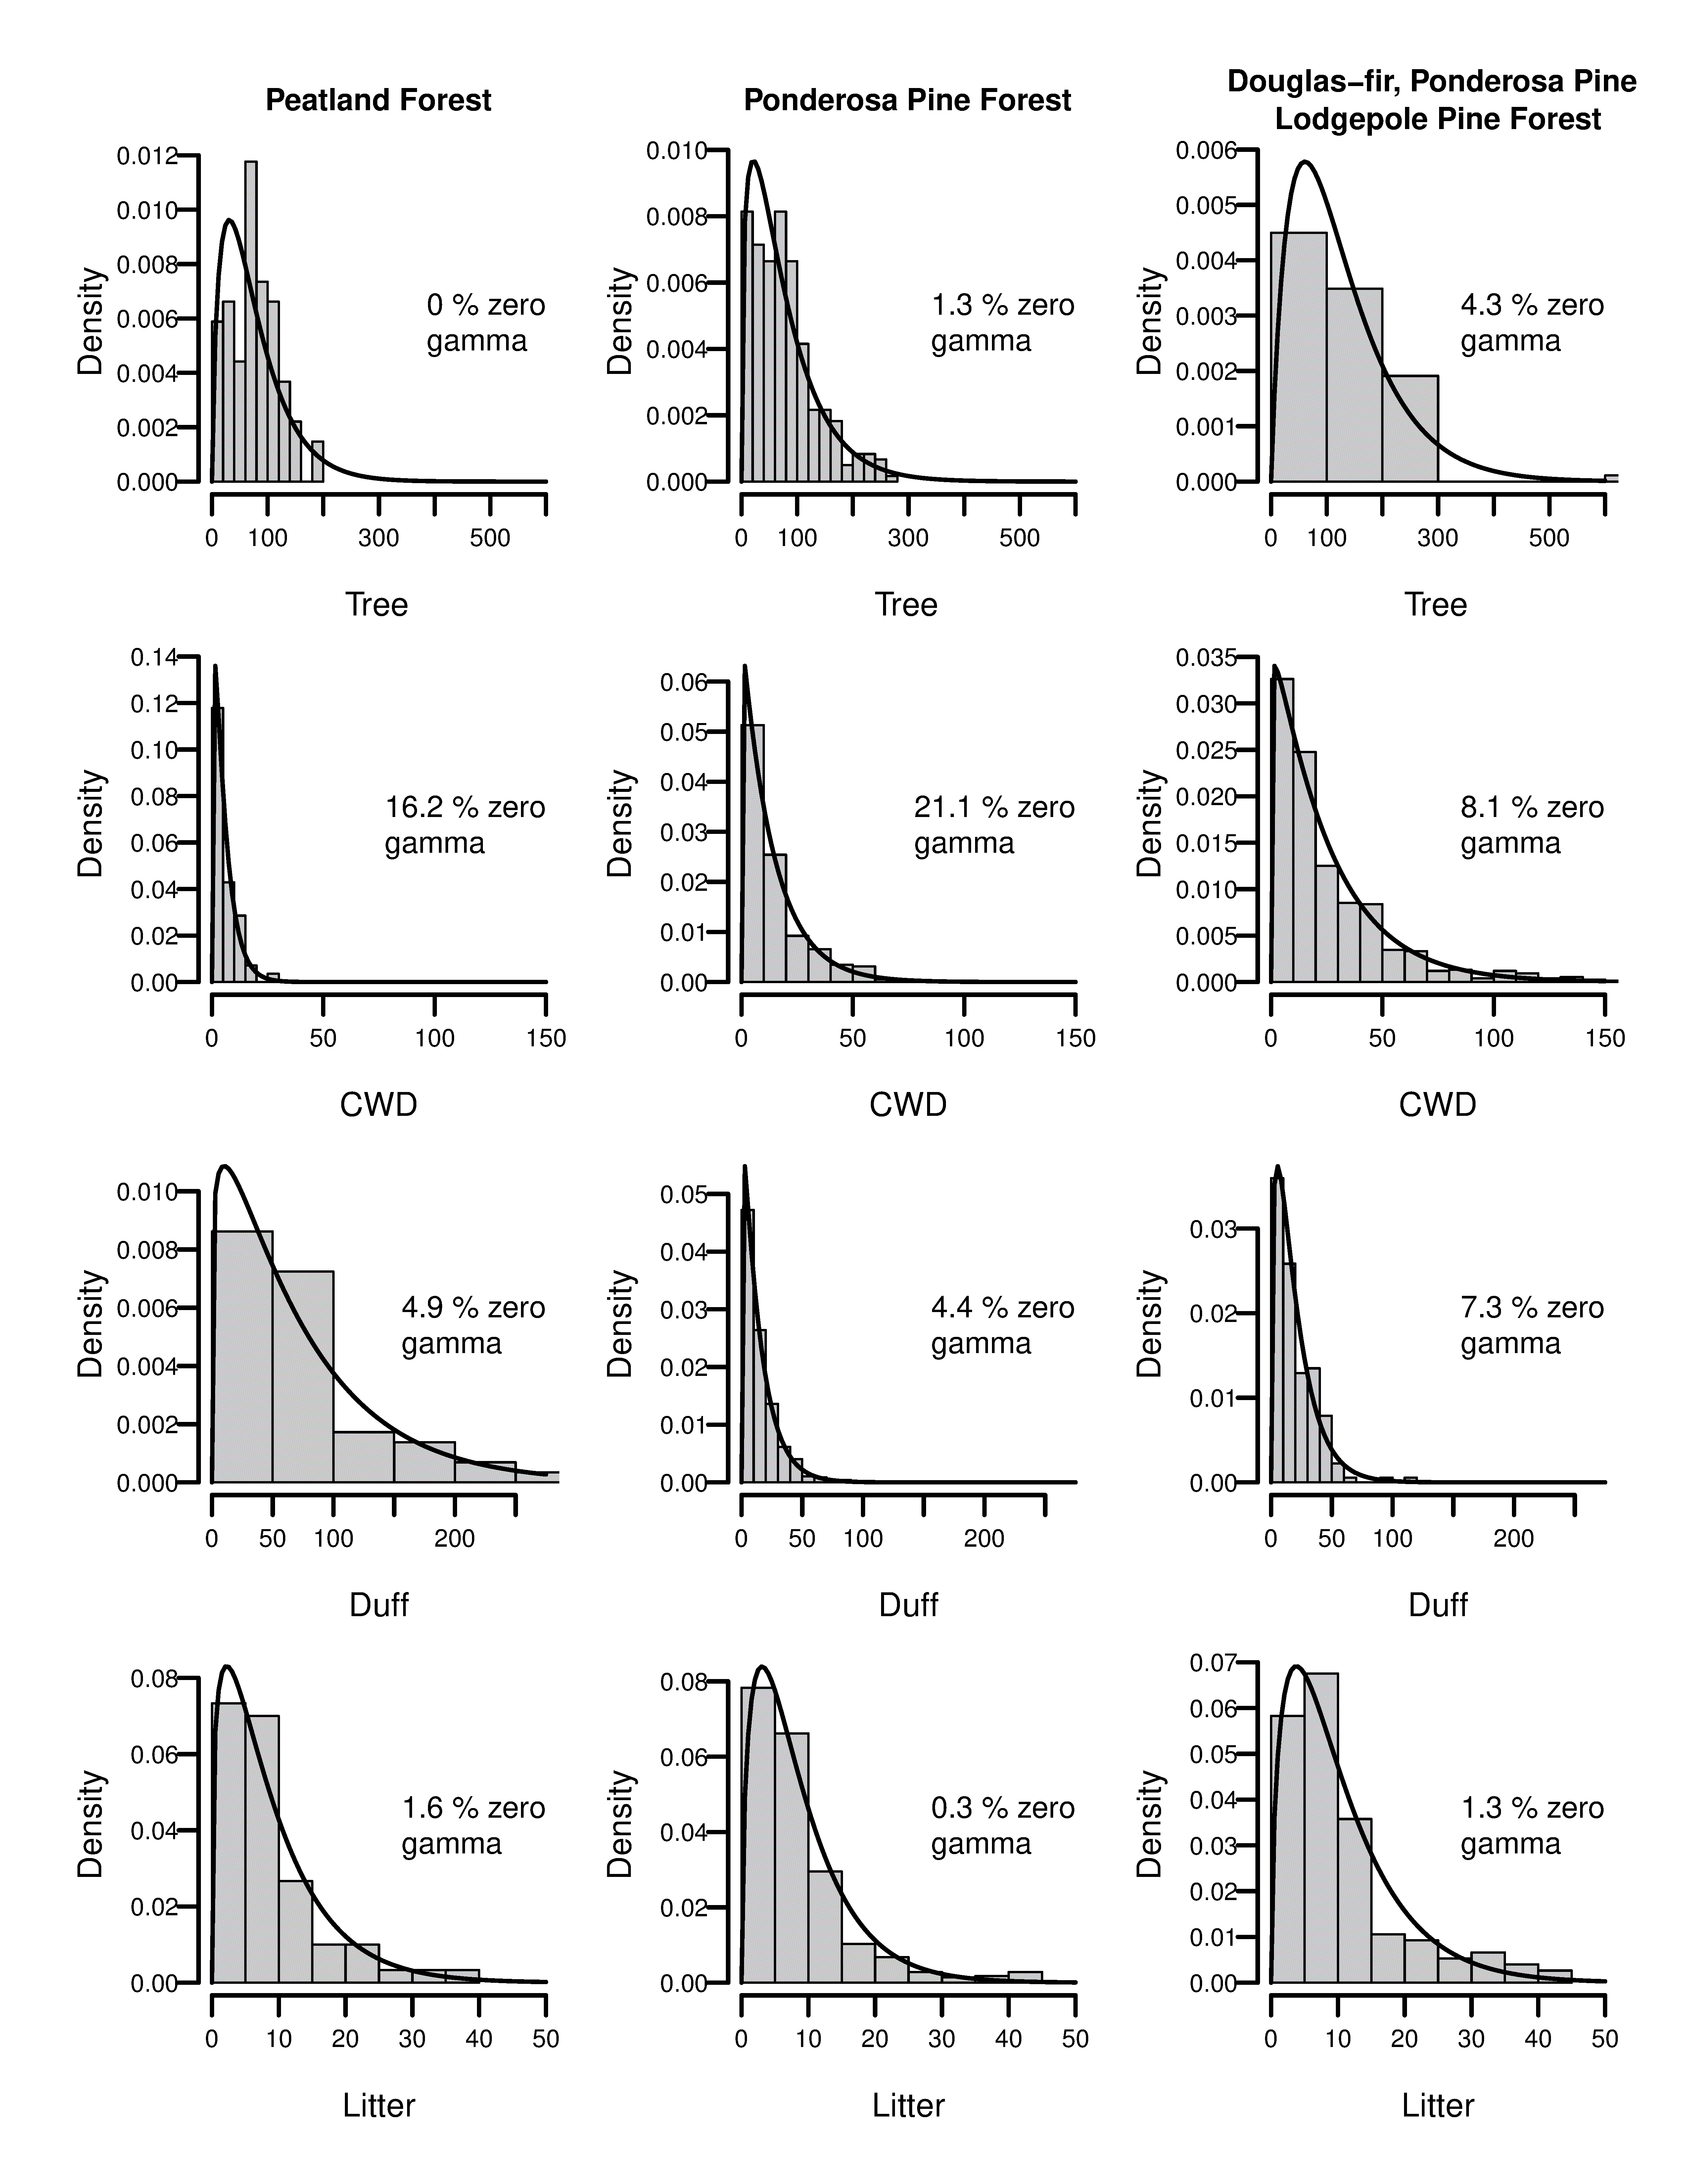 Peatland Forest
Ponderosa Pine Forest
Douglas–fir, Ponderosa Pine
Lodgepole Pine Forest
Density
0.012
0.010
0.008
0.006
0.004
0.002
0.000
0 % zero
gamma
0 100 300 500
Tree
Density
0.010
0.008
0.006
0.004
0.002
0.000
1.3 % zero
gamma
0 100 300 500
Tree
Density
0.006
0.005
0.004
0.003
0.002
0.001
0.000
4.3 % zero
gamma
0 100 300 500
Tree
Density
0.14
0.12
0.10
0.08
0.06
0.04
0.02
0.00
16.2 % zero
gamma
0 50 100 150
CWD
Density
0.06
0.05
0.04
0.03
0.02
0.01
0.00
21.1 % zero
gamma
0 50 100 150
CWD
Density
0.035
0.030
0.025
0.020
0.015
0.010
0.005
0.000
8.1 % zero
gamma
0 50 100 150
CWD
Density
0.010
0.008
0.006
0.004
0.002
0.000
4.9 % zero
gamma
0 50 100 200
Duff
Density
0.05
0.04
0.03
0.02
0.01
0.00
4.4 % zero
gamma
0 50 100 200
Duff
Density
0.03
0.02
0.01
0.00
7.3 % zero
gamma
0 50 100 200
Duff
Density
0.08
0.06
0.04
0.02
0.00
1.6 % zero
gamma
0 10 20 30 40 50
Litter
Density
0.08
0.06
0.04
0.02
0.00
0.3 % zero
gamma
0 10 20 30 40 50
Litter
Density
0.07
0.06
0.05
0.04
0.03
0.02
0.01
0.00
1.3 % zero
gamma
0 10 20 30 40 50
Litter